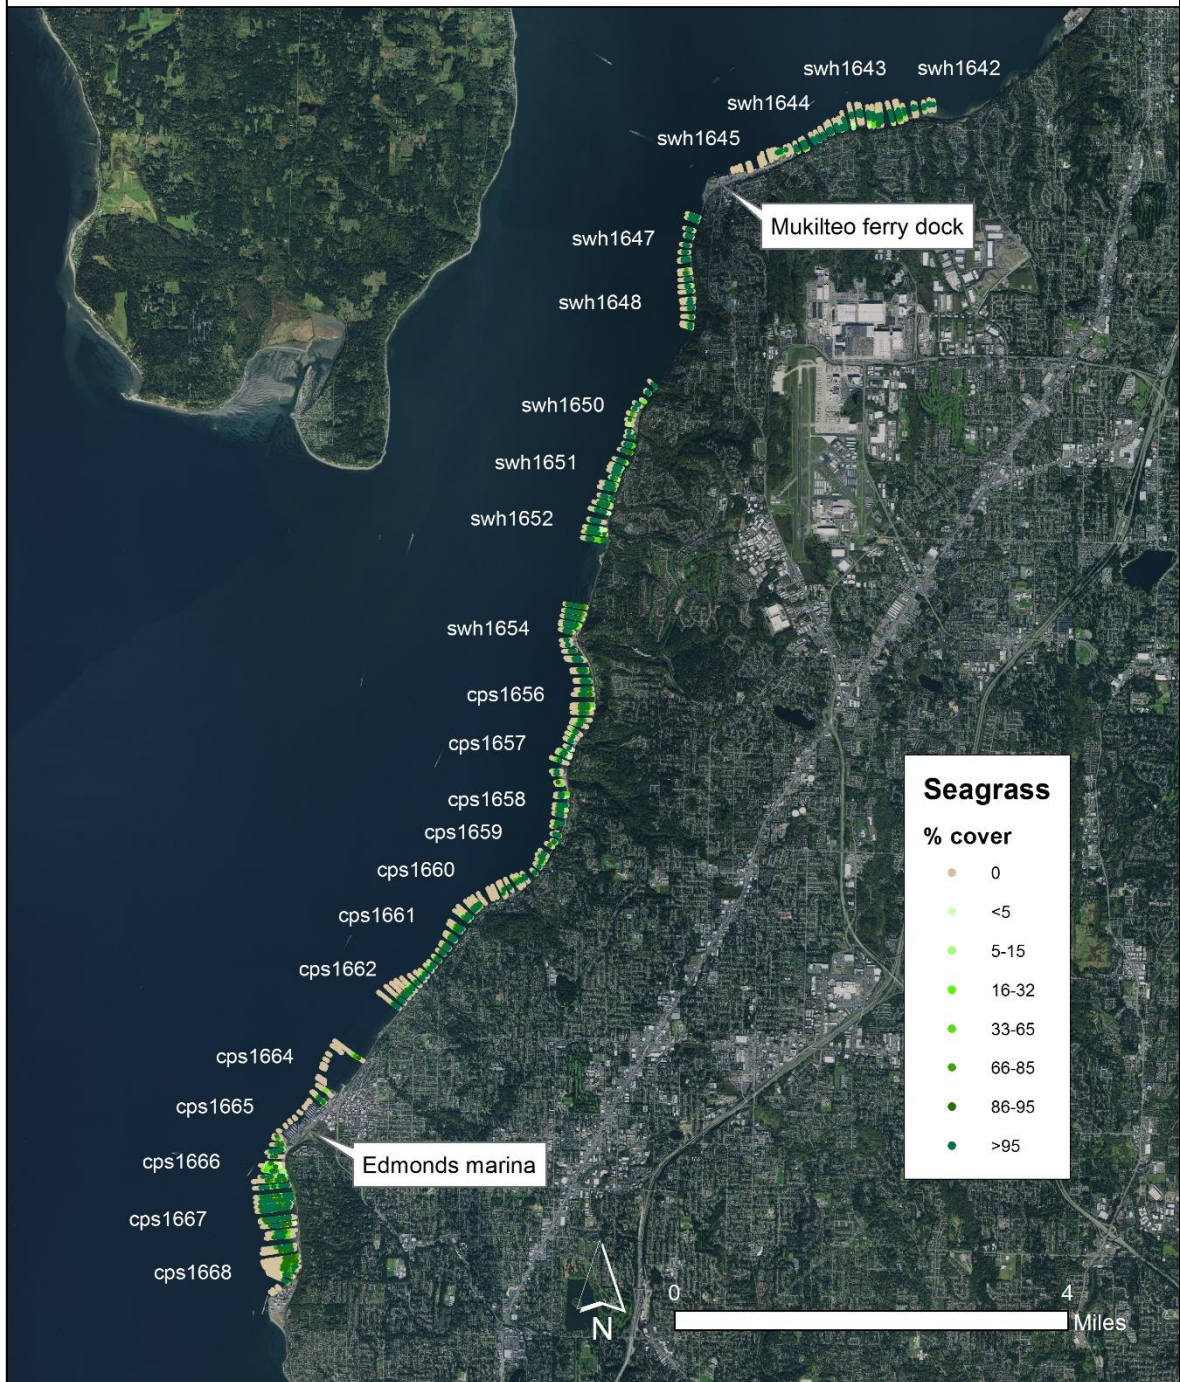 swh1643
swh1642
swh1644
swh1645
Mukilteo ferry dock
swh1647
swh1648
swh1650
swh1651
swh1652
swh1654
cps1656
cps1657
cps1658
cps1659
cps1660
cps1661
cps1662
cps1664
cps1665
Edmonds marina
cps1666
cps1667
cps1668
Seagrass
% cover
0
<5
5-15
16-32
33-65
66-85
86-95
>95
N
0
4
Miles